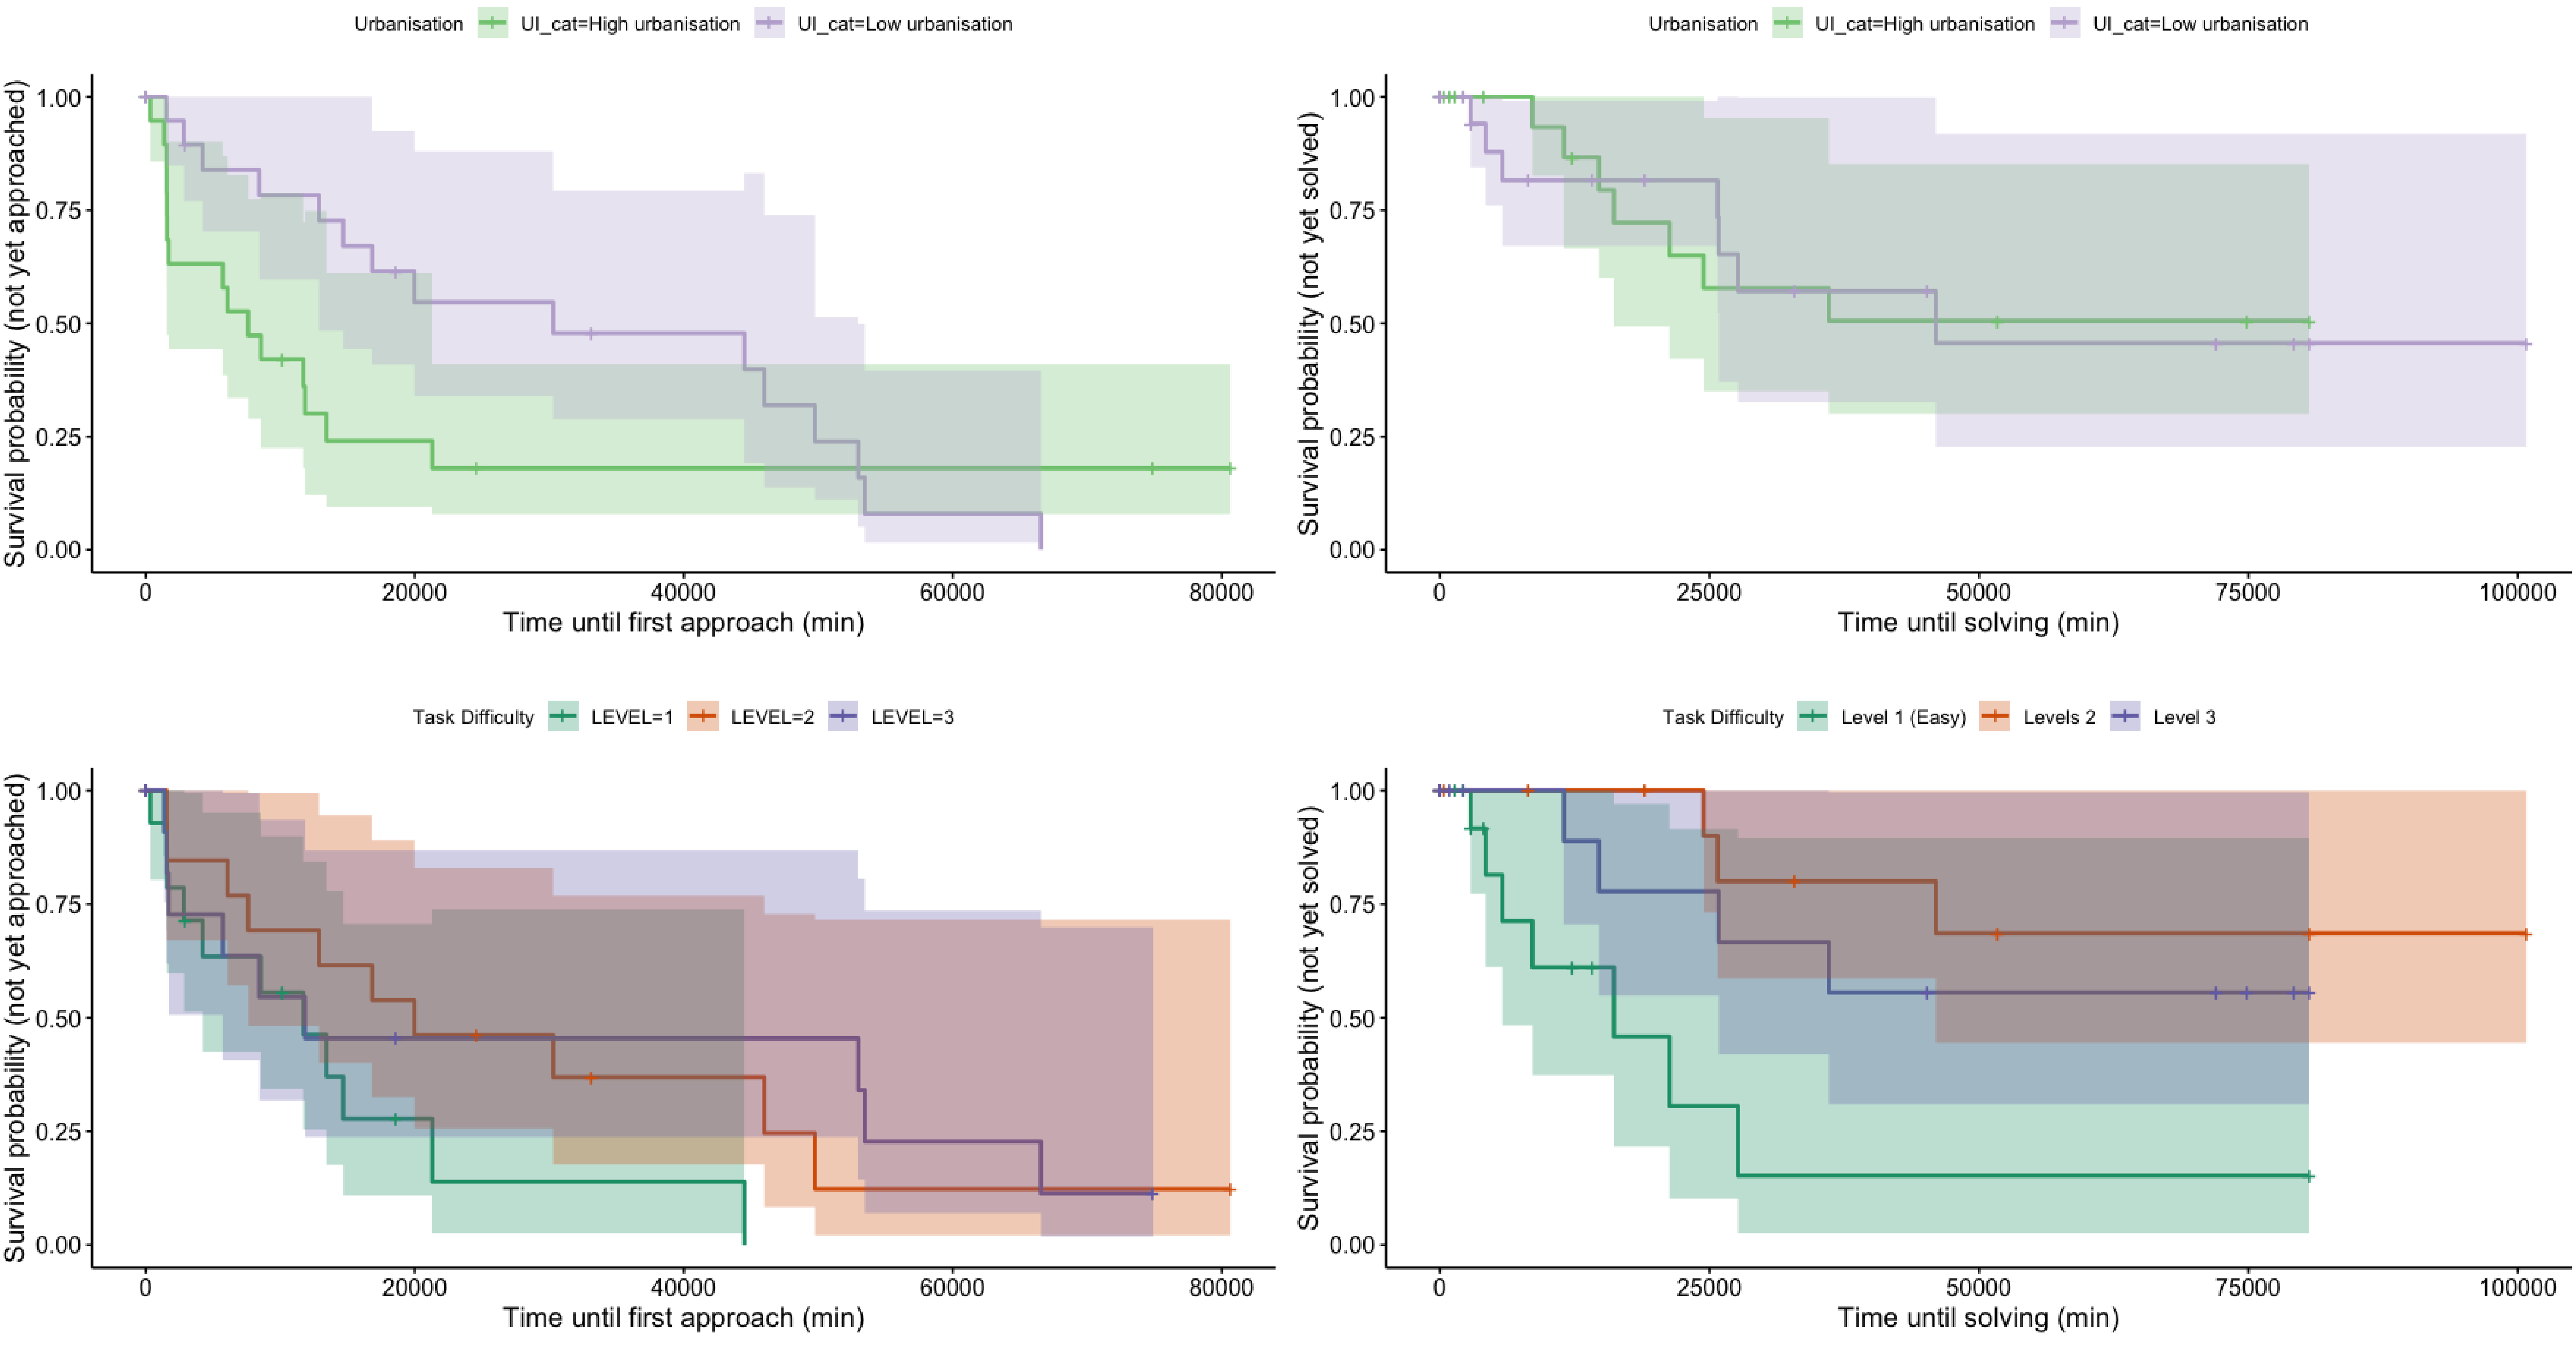 Urbanisation UI_cat=High urbanisation UI_cat=Low urbanisation
Survival probability (not yet approached)
1.00
0.75
0.50
0.25
0.00
0 20000 40000 60000 80000
Time until first approach (min)
Urbanisation UI_cat=High urbanisation UI_cat=Low urbanisation
Survival probability (not yet solved)
1.00
0.75
0.50
0.25
0.00
0 25000 50000 75000 100000
Time until solving (min)
Task Difficulty LEVEL=1 LEVEL=2 LEVEL=3
Survival probability (not yet approached)
1.00
0.75
0.50
0.25
0.00
0 20000 40000 60000 80000
Time until first approach (min)
Task Difficulty Level 1 (Easy) Levels 2 Level 3
Survival probability (not yet solved)
1.00
0.75
0.50
0.25
0.00
0 25000 50000 75000 100000
Time until solving (min)